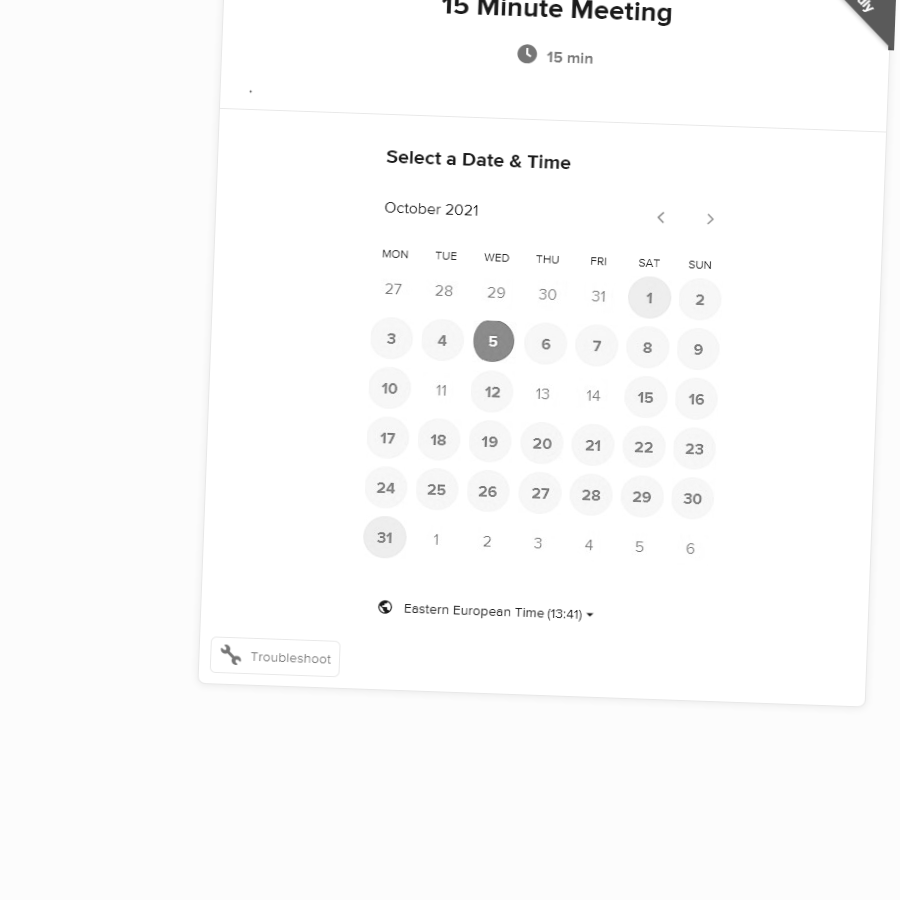 15 Minute Meeting
15 min
.
Select a Date & Time
October 2021
MON TUE WED THU FRI SAT SUN
27 28 29 30 31 1 2
3 4 5 6 7 8 9
10 11 12 13 14 15 16
17 18 19 20 21 22 23
24 25 26 27 28 29 30
31 1 2 3 4 5 6
Eastern European Time (13:41)
Troubleshoot